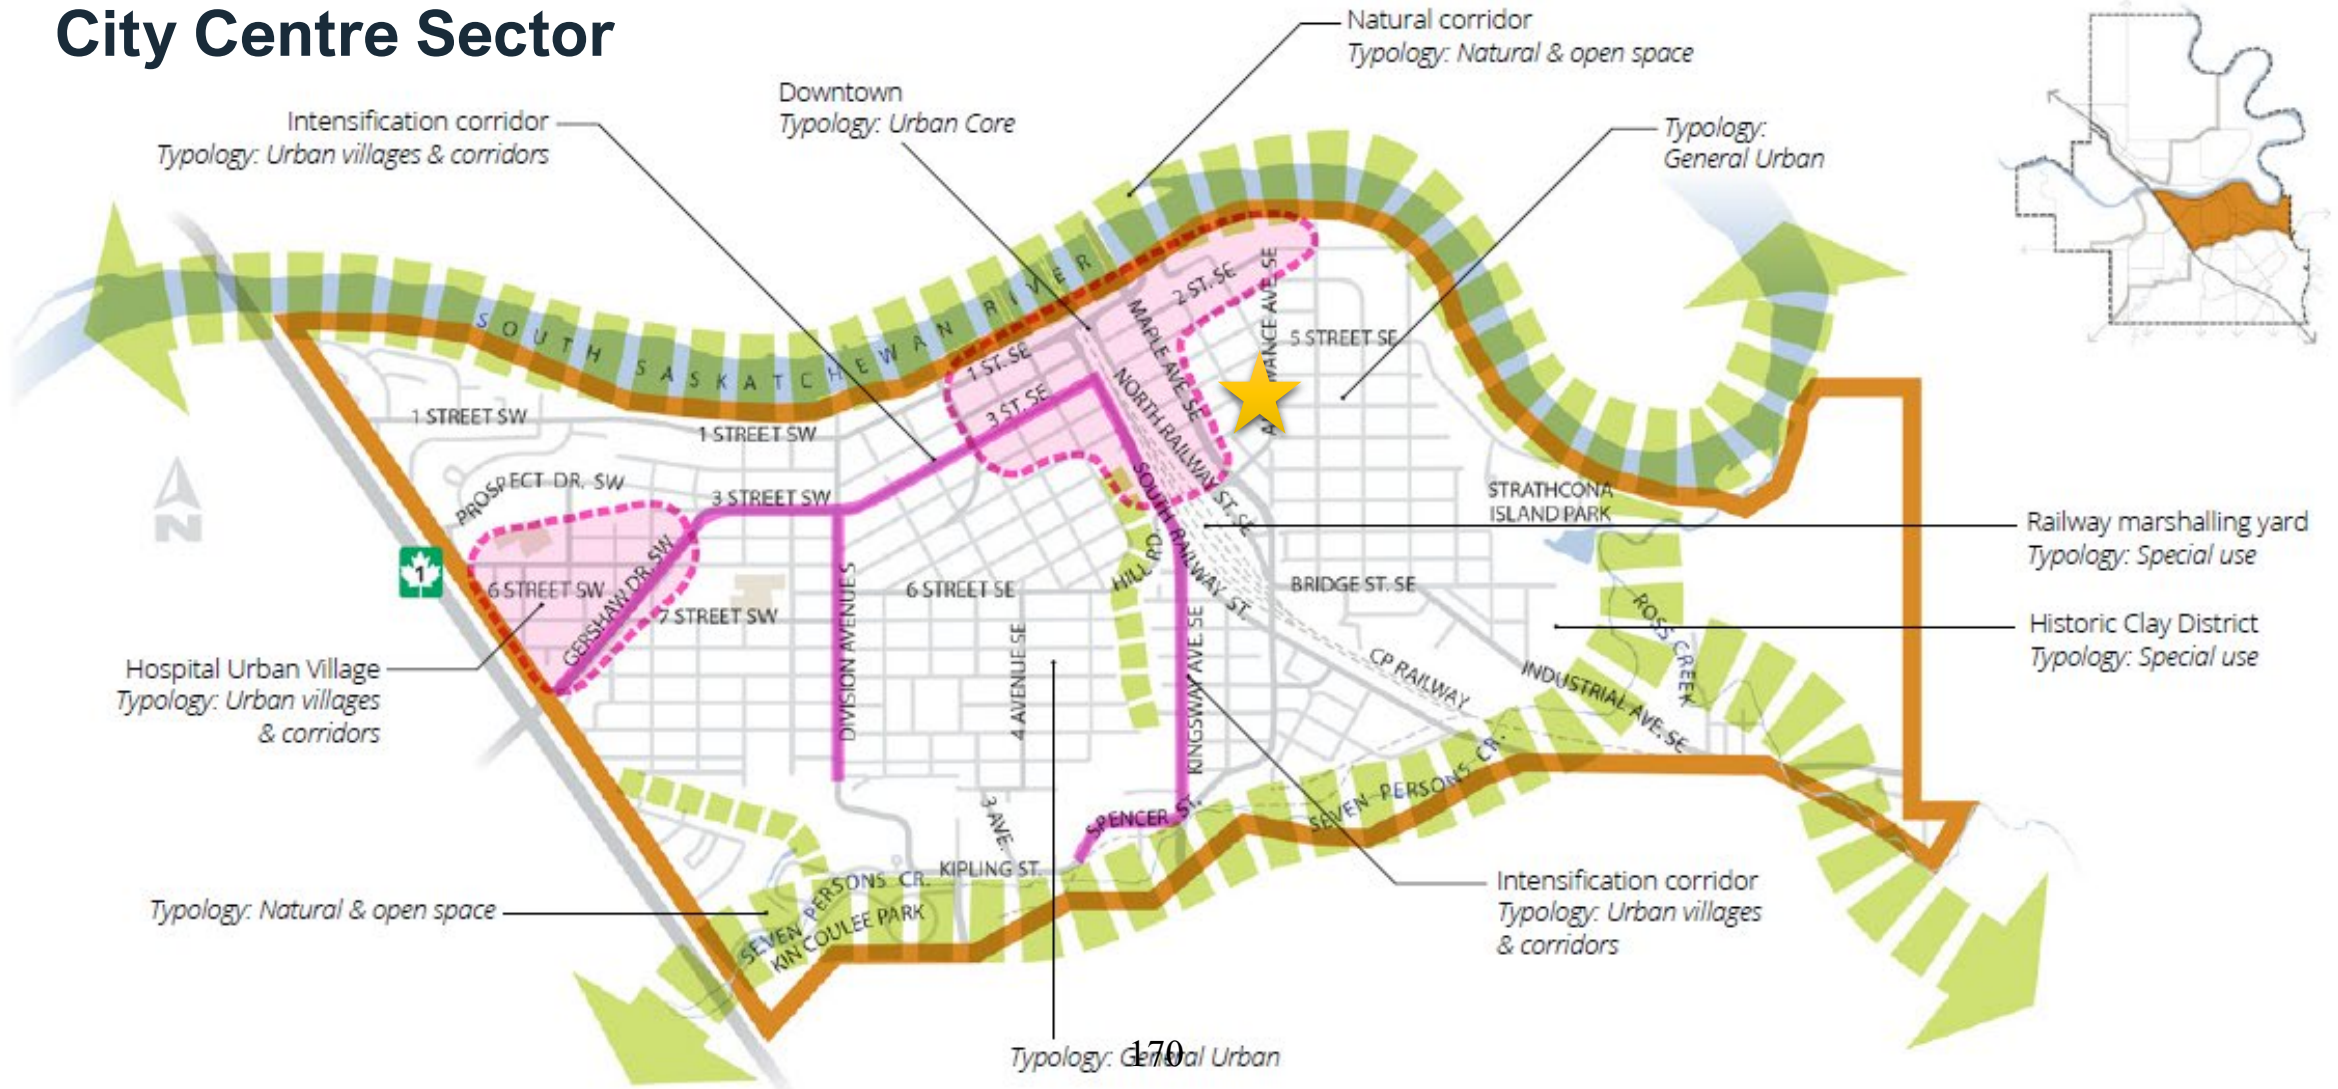 City Centre Sector
Natural corridor
Typology: Natural & open space
Downtown
Typology: Urban Core
Intensification corridor
Typology: Urban villages & corridors
Typology:
General Urban
SOUTH SASKATCHEWAN RIVER
2 ST. SE
MAPLE AVE. SE
AVE. SE
5 STREET SE
1 ST. SE
3 ST. SE
NORTH RAILWAY ST. SE
1 STREET SW
1 STREET SW
PROSPECT DR. SW
3 STREET SW
SOUTH RAILWAY ST.
STRATHCONA
ISLAND PARK
Railway marshalling yard
Typology: Special use
1
6 STREET SW
GERSHAW DR. SW
7 STREET SW
DIVISION AVENUE S
6 STREET SE
HILL RD.
BRIDGE ST. SE
ROSS CREEK
Historic Clay District
Typology: Special use
4 AVENUE SE
KINGSWAY AVE. SE
CP RAILWAY
INDUSTRIAL AVE. SE
Hospital Urban Village
Typology: Urban villages
& corridors
N
3 AVE.
SPENCER ST.
SEVEN PERSONS CR.
KIPLING ST.
SEVEN PERSONS CR.
KIN COULEE PARK
Typology: Natural & open space
Intensification corridor
Typology: Urban villages
& corridors
Typology: General Urban
170